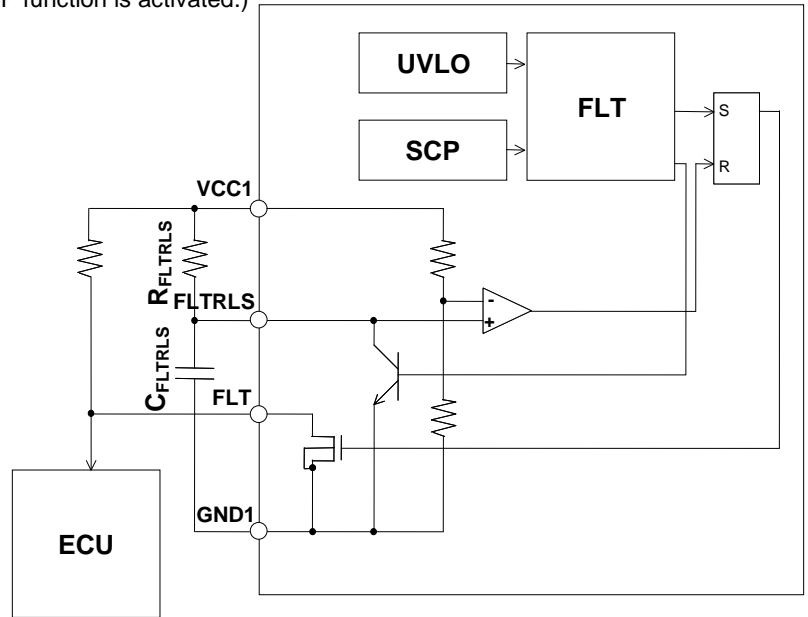 function is activated.)
UVLO
FLT
SCP
S
R
VCC1
RFLTRLS
FLTRLS
-
+
CFLTRLS
FLT
GND1
ECU